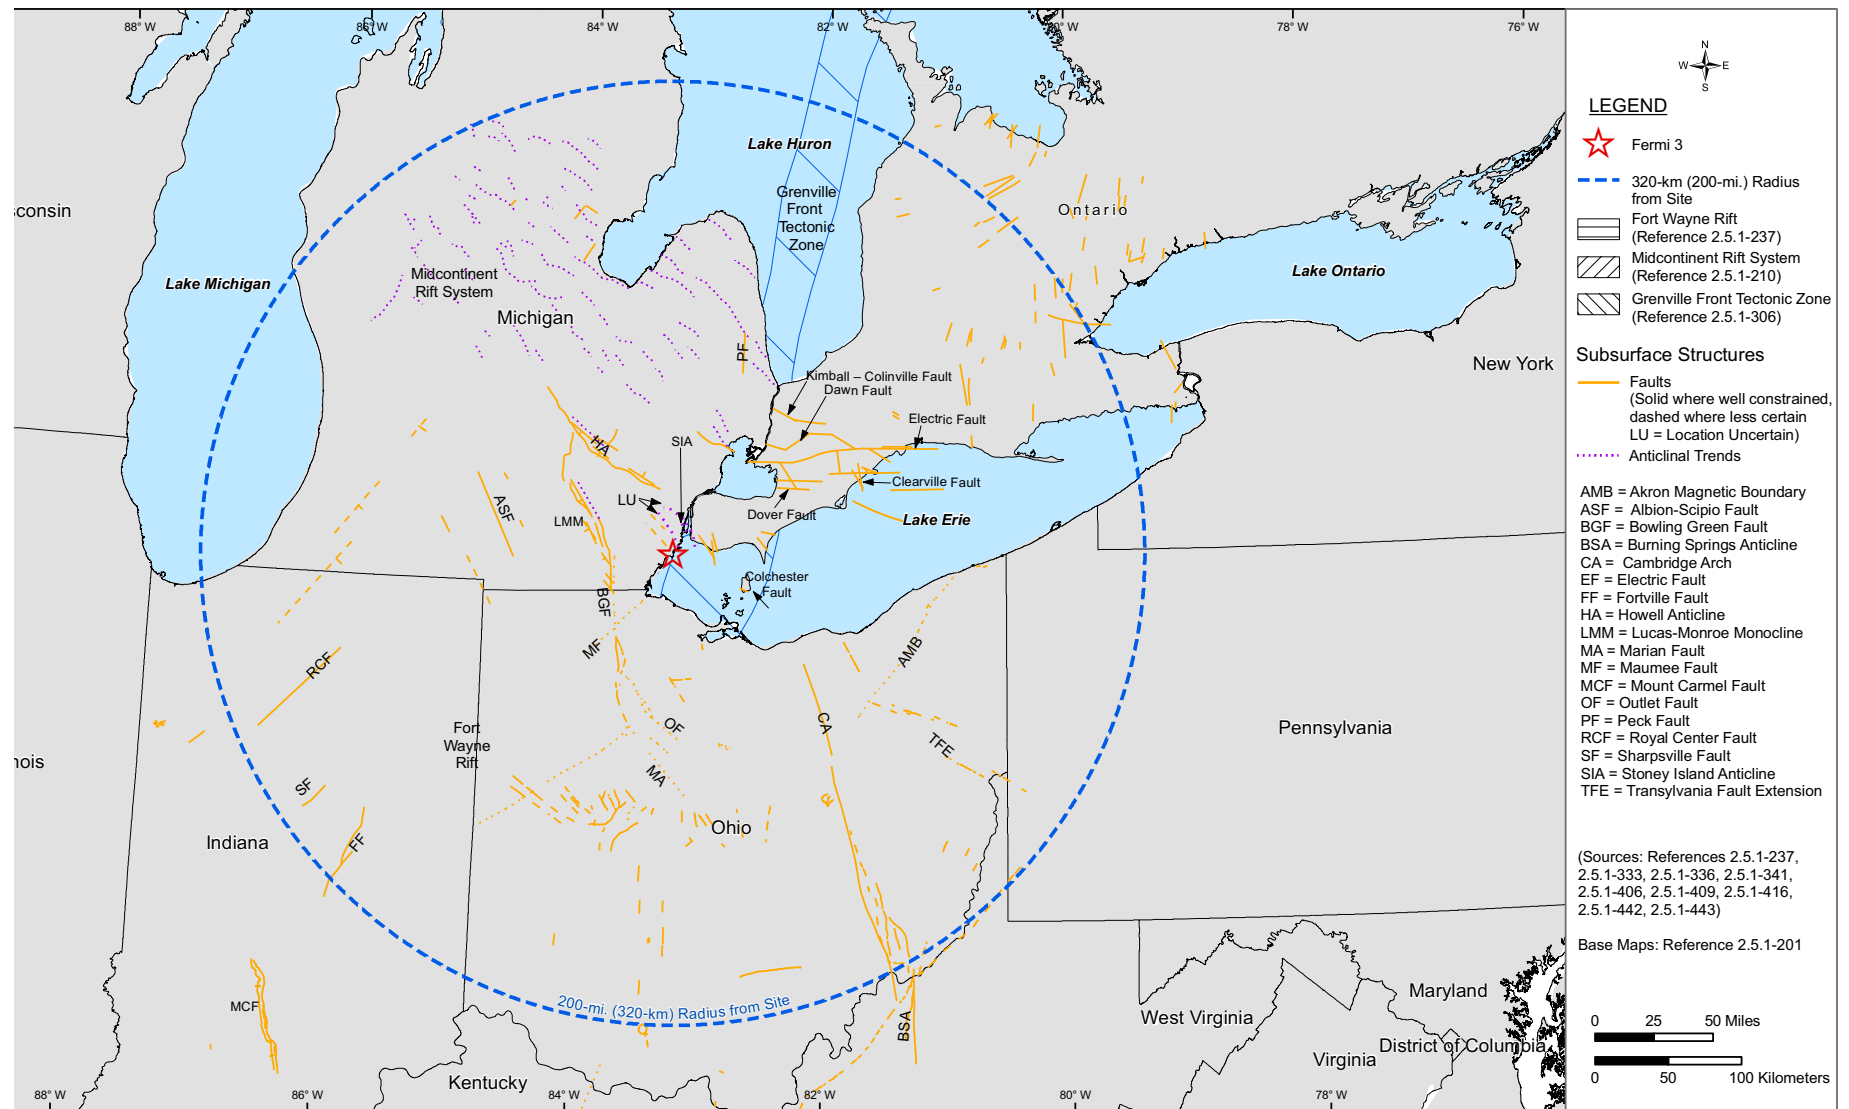 88° W
86° W
84° W
82° W
80° W
78° W
76° W
Lake Huron
Grenville
Front
Tectonic
Zone
sconsin
Ontario
Lake Michigan
Midcontinent
Rift System
Michigan
Lake Ontario
PF
New York
Kimball – Colinville Fault
Dawn Fault
Electric Fault
HA
SIA
Clearville Fault
LU
ASF
LMM
Dover Fault
Lake Erie
Colchester
Fault
BGF
MF
AMB
RCF
OF
CA
Fort
Wayne
Rift
TFE
Pennsylvania
nois
MA
SF
Ohio
Indiana
FF
200-mi. (320-km) Radius from Site
MCF
BSA
Maryland
West Virginia
District of Columbia
Virginia
Kentucky
88° W
86° W
84° W
82° W
80° W
78° W
N
W E
S
LEGEND
Fermi 3
320-km (200-mi.) Radius
from Site
Fort Wayne Rift
(Reference 2.5.1-237)
Midcontinent Rift System
(Reference 2.5.1-210)
Grenville Front Tectonic Zone
(Reference 2.5.1-306)
Subsurface Structures
Faults
(Solid where well constrained,
dashed where less certain
LU = Location Uncertain)
Anticlinal Trends
AMB = Akron Magnetic Boundary
ASF = Albion-Scipio Fault
BGF = Bowling Green Fault
BSA = Burning Springs Anticline
CA = Cambridge Arch
EF = Electric Fault
FF = Fortville Fault
HA = Howell Anticline
LMM = Lucas-Monroe Monocline
MA = Marian Fault
MF = Maumee Fault
MCF = Mount Carmel Fault
OF = Outlet Fault
PF = Peck Fault
RCF = Royal Center Fault
SF = Sharpsville Fault
SIA = Stoney Island Anticline
TFE = Transylvania Fault Extension
(Sources: References 2.5.1-237,
2.5.1-333, 2.5.1-336, 2.5.1-341,
2.5.1-406, 2.5.1-409, 2.5.1-416,
2.5.1-442, 2.5.1-443)
Base Maps: Reference 2.5.1-201
0 25 50 Miles
0 50 100 Kilometers